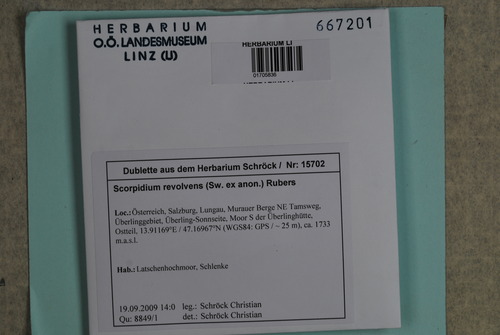 HERBARIUM
O.Ö. LANDESMUSEUM
LINZ (LI)
667201
HERBARIUM LI
01705836
Dublette aus dem Herbarium Schröck / Nr: 15702
Scorpidium revolvens (Sw. ex anon.) Rubers
Loc.: Österreich, Salzburg, Lungau, Murauer Berge NE Tamsweg,
Überlinggebiet, Überling-Sonnseite, Moor S der Überlinghütte,
Ostteil, 13.91169°E / 47.16967°N (WGS84: GPS / ~ 25 m), ca. 1733
m.a.s.l.
Hab.: Latschenhochmoor, Schlenke
19.09.2009 14:0 leg.: Schröck Christian
Qu: 8849/1 det.: Schröck Christian